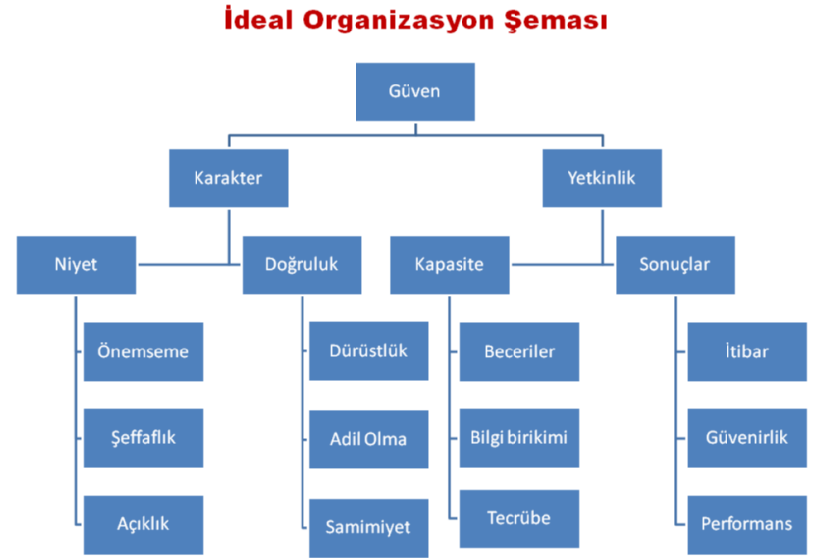 İdeal Organizasyon Şeması
Güven
Karakter
Yetkinlik
Niyet
Doğruluk
Kapasite
Sonuçlar
Önemseme
Dürüstlük
Beceriler
İtibar
Şeffaflık
Adil Olma
Bilgi birikimi
Güvenirlik
Açıklık
Samimiyet
Tecrübe
Performans